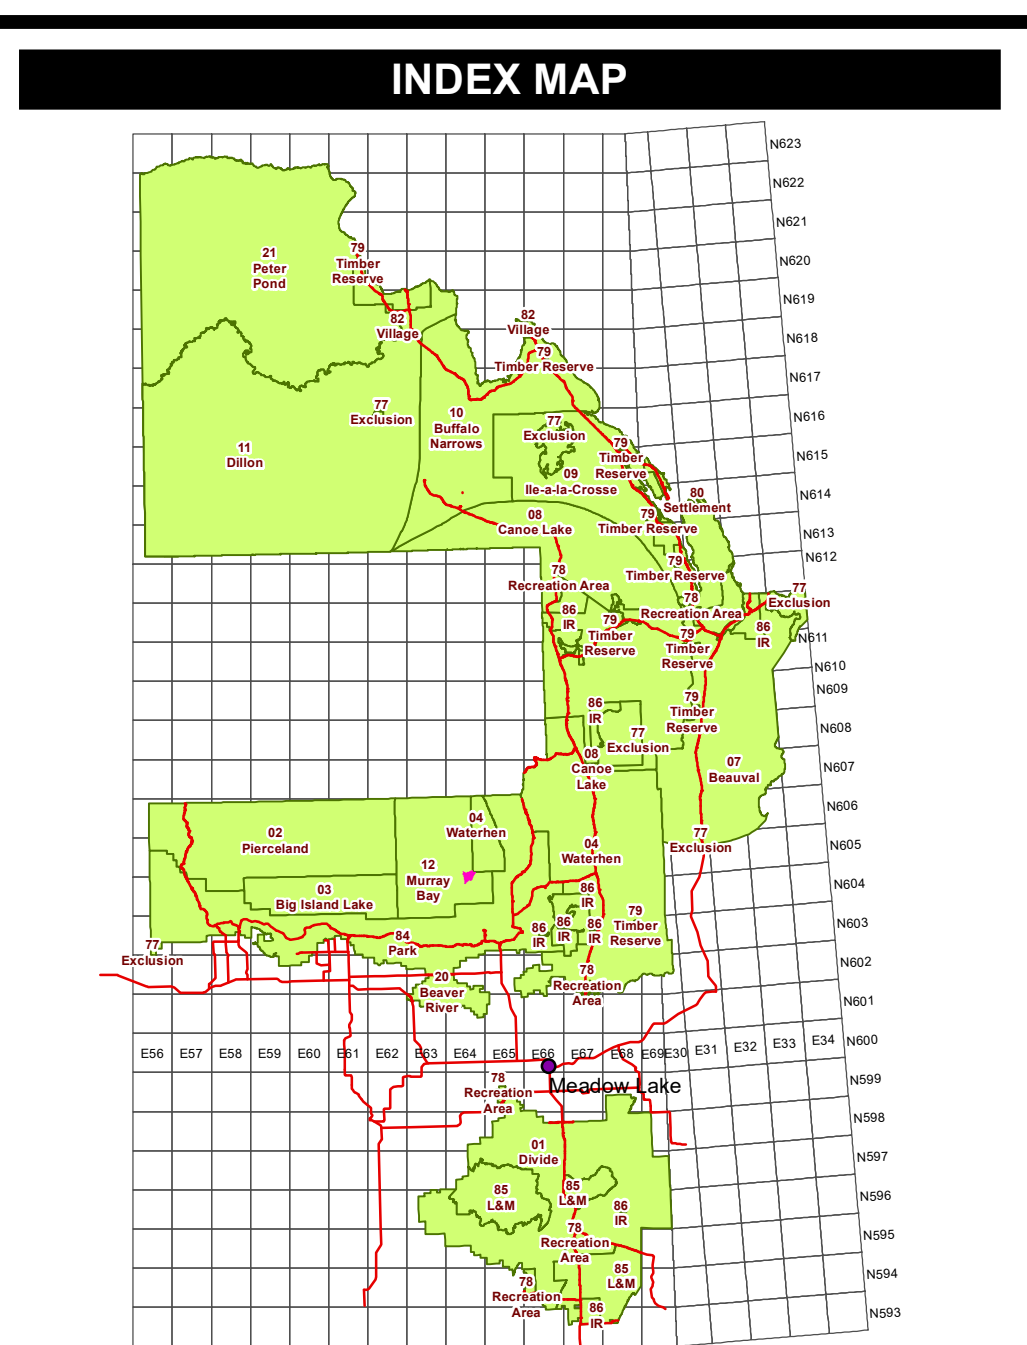 INDEX MAP
N623
N622
N621
N620
N619
N618
N617
N616
N615
N614
N613
N612
N611
N610
N609
N608
N607
N606
N605
N604
N603
N602
N601
N600
N599
N598
N597
N596
N595
N594
N593
21
Peter
Pond
79
Timber
Reserve
82
Village
82
Village
79
Timber Reserve
77
Exclusion
10
Buffalo
Narrows
77
Exclusion
11
Dillon
79
Timber
Reserve
09
Ile-a-la-Crosse
80
Settlement
08
Canoe Lake
79
Timber Reserve
78
Recreation Area
79
Timber Reserve
77
Exclusion
78
Recreation Area
86
IR
79
Timber
Reserve
79
Timber
Reserve
86
IR
86
IR
79
Timber
Reserve
77
Exclusion
08
Canoe
Lake
07
Beauval
04
Waterhen
02
Pierceland
77
Exclusion
04
Waterhen
12
Murray
Bay
03
Big Island Lake
86
IR
79
Timber
Reserve
86
IR
86
IR
86
IR
84
Park
77
Exclusion
20
Beaver
River
78
Recreation
Area
E56 E57 E58 E59 E60 E61 E62 E63 E64 E65 E66 E67 E68 E69 E30 E31 E32 E33 E34
Meadow Lake
78
Recreation
Area
01
Divide
85
L&M
85
L&M
86
IR
78
Recreation
Area
85
L&M
78
Recreation
Area
86
IR